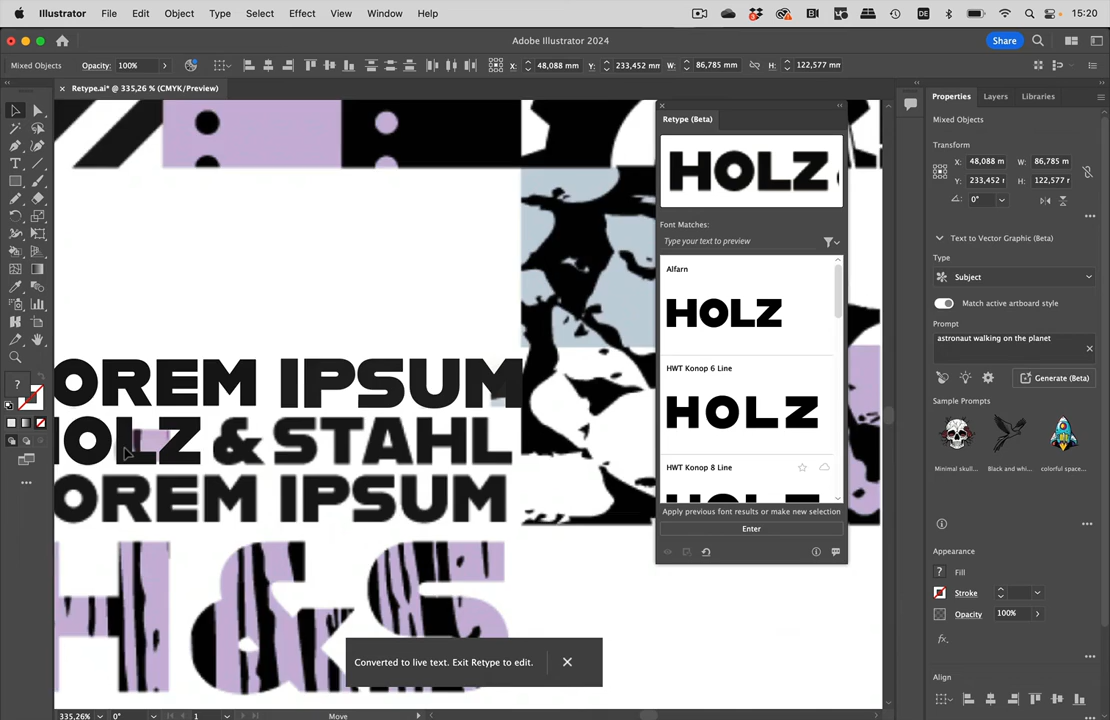 Illustrator File Edit Object Type Select Effect View Window Help 15:20
Adobe Illustrator 2024 Share
Mixed Objects Opacity: 100% X: 48,088 mm Y: 233,452 mm W: 86,785 mm H: 122,577 mm
Retype.ai* @ 335,26 % (CMYK/Preview)
OREM IPSUM
HOLZ & STAHL
OREM IPSUM
H&S
Retype (Beta)
HOLZ
Font Matches:
Type your text to preview
Alfarn
HOLZ
HWT Konop 6 Line
HOLZ
HWT Konop 8 Line
Apply previous font results or make new selection
Enter
Converted to live text. Exit Retype to edit.
Properties Layers Libraries
Mixed Objects
Transform
X: 48,088 m W: 86,785 m
Y: 233,452 r H: 122,577 r
0°
Text to Vector Graphic (Beta)
Type
Subject
Match active artboard style
Prompt
astronaut walking on the planet
Generate (Beta)
Sample Prompts
Minimal skull... Black and whi... colorful space...
Appearance
Fill
Stroke
Opacity 100%
fx.
Align
335,26% 0° 1 Move